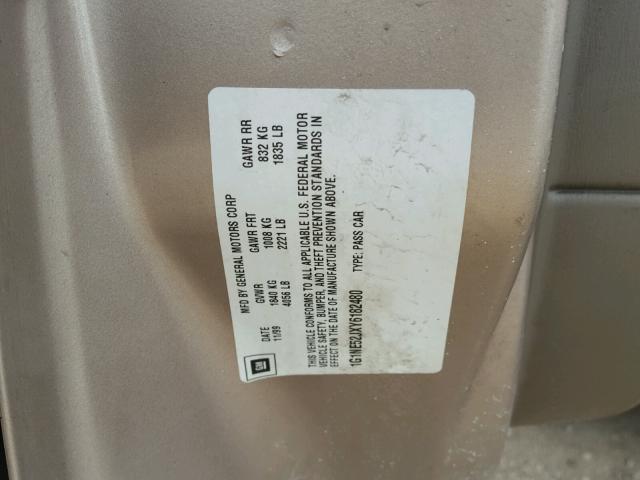 MFD BY GENERAL MOTORS CORP
DATE GVWR GAWR FRT GAWR RR
11/99 1840 KG 1008 KG 832 KG
4056 LB 2221 LB 1835 LB
THIS VEHICLE CONFORMS TO ALL APPLICABLE U.S. FEDERAL MOTOR
VEHICLE SAFETY, BUMPER, AND THEFT PREVENTION STANDARDS IN
EFFECT ON THE DATE OF MANUFACTURE SHOWN ABOVE.
1G1NE52JXY6182480 TYPE: PASS CAR
GM